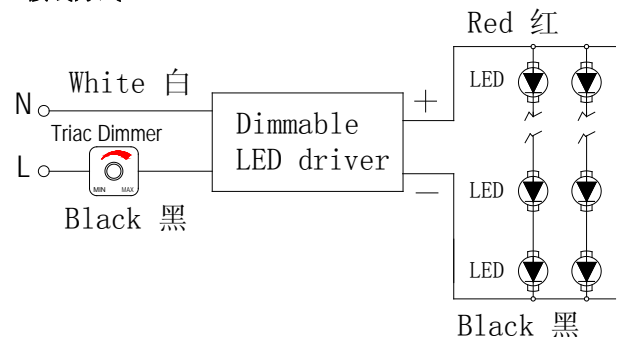 Red 红
White 白
LED
N
+
Triac Dimmer
Dimmable
LED driver
L
MIN MAX
−
LED
Black 黑
LED
Black 黑